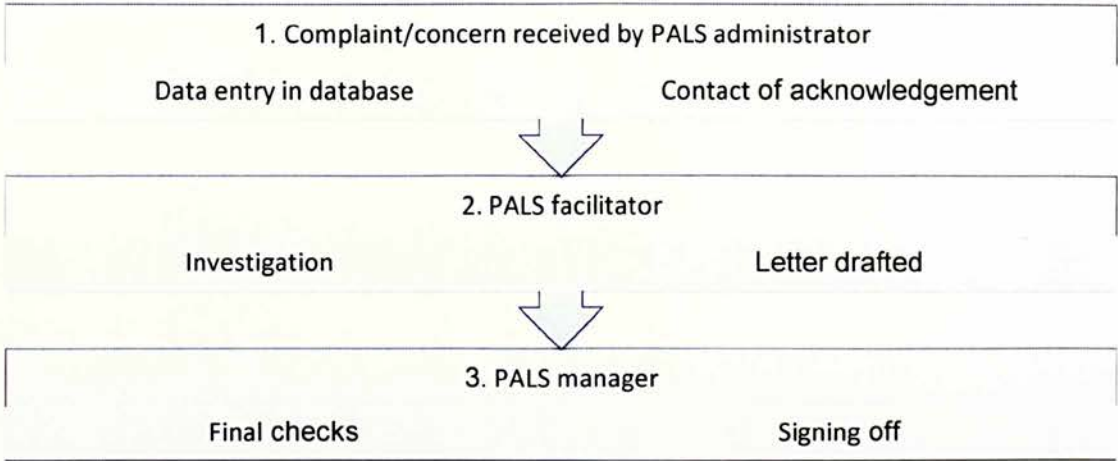 1. Complaint/concern received by PALS administrator
Data entry in database
Contact of acknowledgement
2. PALS facilitator
Investigation
Letter drafted
3. PALS manager
Final checks
Signing off